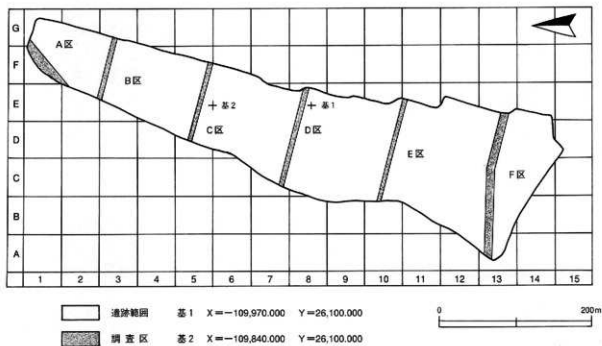 G
F
E
D
C
B
A
A区
B区
基2
C区
基1
D区
E区
F区
1 2 3 4 5 6 7 8 9 10 11 12 13 14 15
遺跡範囲 基1 X=-109,970.000 Y=26,100.000
調査区 基2 X=-109,840.000 Y=26,100.000
0 200m